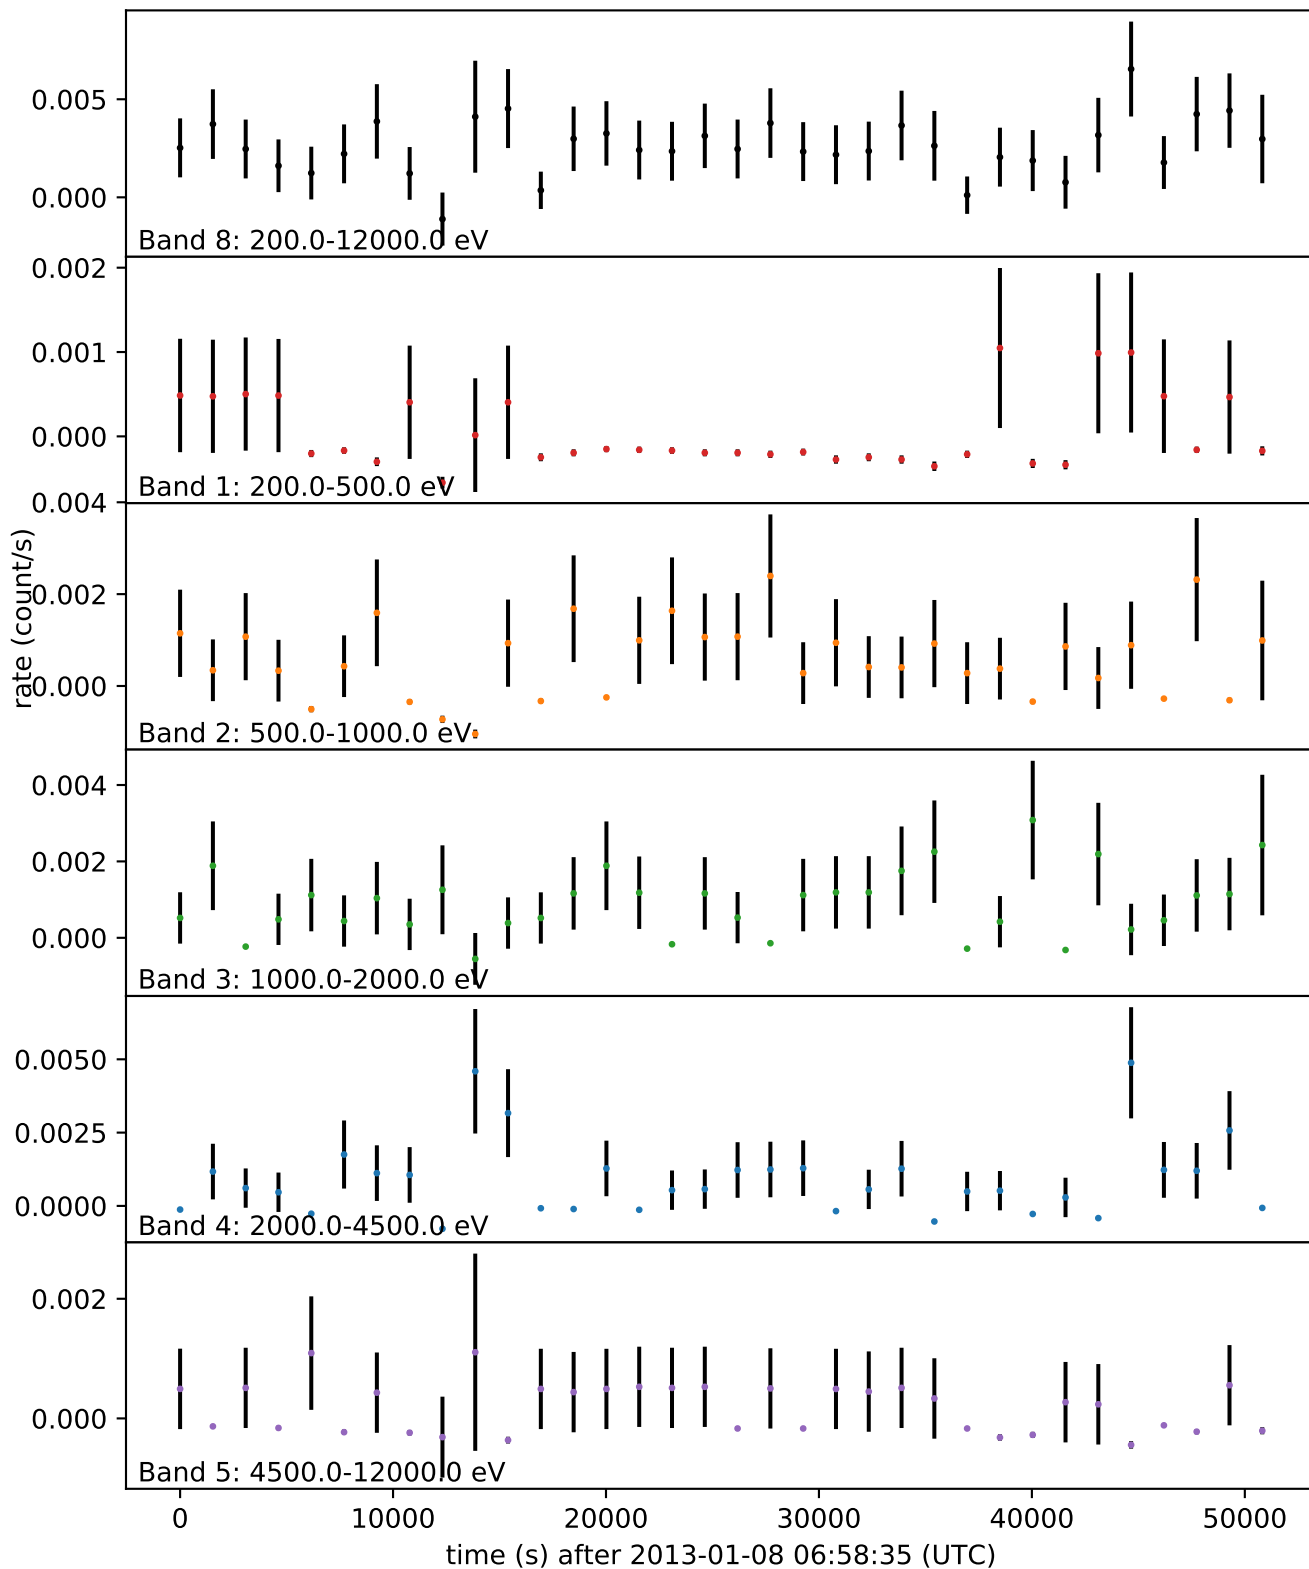 0.005
0.000
Band 8: 200.0-12000.0 eV
0.002
0.001
0.000
Band 1: 200.0-500.0 eV
0.004
0.002
0.000
Band 2: 500.0-1000.0 eV
rate (count/s)
0.004
0.002
0.000
Band 3: 1000.0-2000.0 eV
0.0050
0.0025
0.0000
Band 4: 2000.0-4500.0 eV
0.002
0.000
Band 5: 4500.0-12000.0 eV
0 10000 20000 30000 40000 50000
time (s) after 2013-01-08 06:58:35 (UTC)